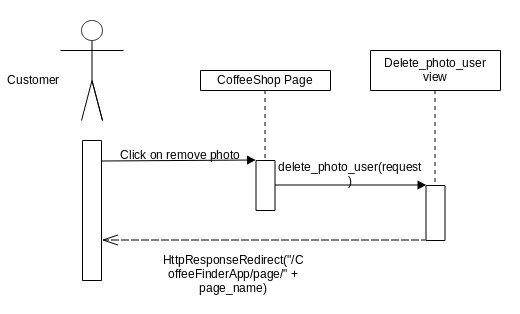 Delete_photo_user
view
Customer
CoffeeShop Page
Click on remove photo
delete_photo_user(request
)
HttpResponseRedirect("/C
offeeFinderApp/page/" +
page_name)